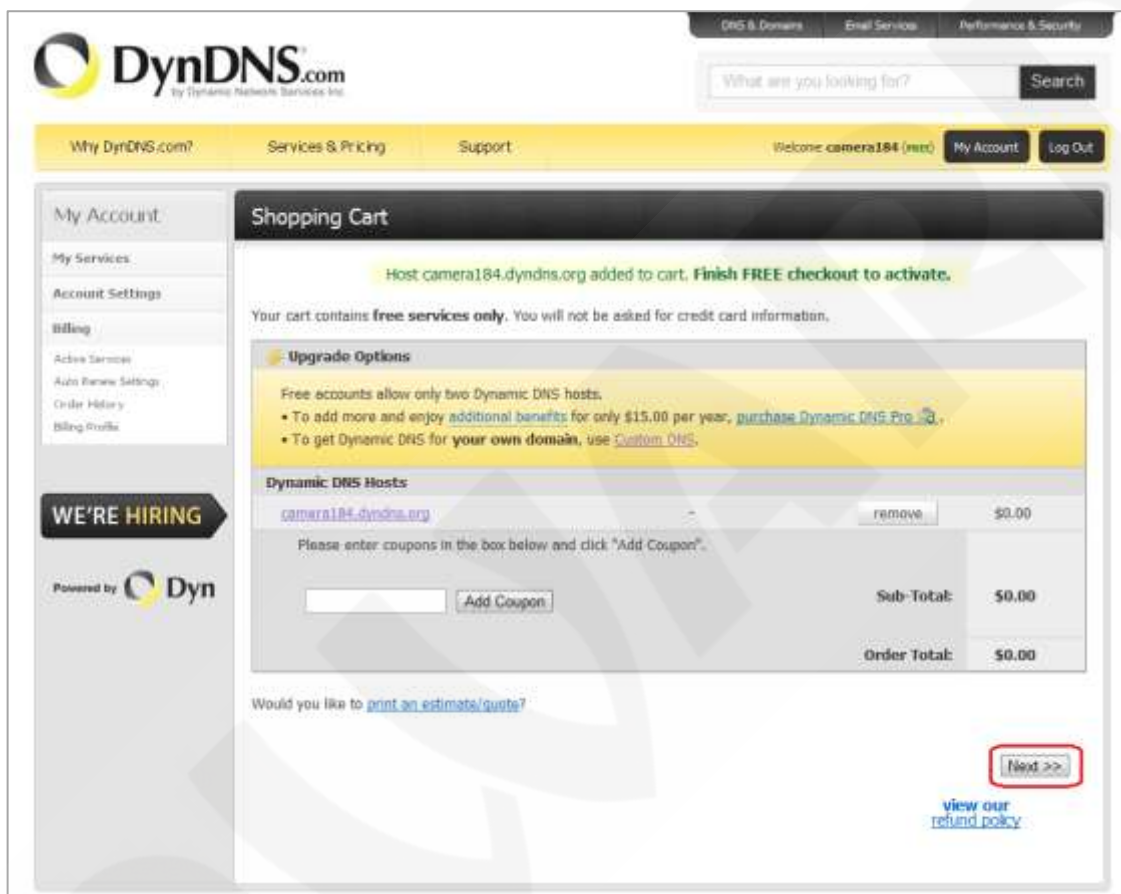 DNS & Domains Email Services Performance & Security
DynDNS.com
by Dynamic Network Services Inc
What are you looking for? Search
Why DynDNS.com? Services & Pricing Support Welcome camera184 (FREE) My Account Log Out
My Account
My Services
Account Settings
Billing
Active Services
Auto Renew Settings
Order History
Billing Profile
WE'RE HIRING
Powered by Dyn
Shopping Cart
Host camera184.dyndns.org added to cart. Finish FREE checkout to activate.
Your cart contains free services only. You will not be asked for credit card information.
Upgrade Options
Free accounts allow only two Dynamic DNS hosts.
• To add more and enjoy additional benefits for only $15.00 per year, purchase Dynamic DNS Pro .
• To get Dynamic DNS for your own domain, use Custom DNS.
Dynamic DNS Hosts
camera184.dyndns.org - remove $0.00
Please enter coupons in the box below and click "Add Coupon".
Add Coupon Sub-Total: $0.00
Order Total: $0.00
Would you like to print an estimate/quote?
Next >>
view our
refund policy